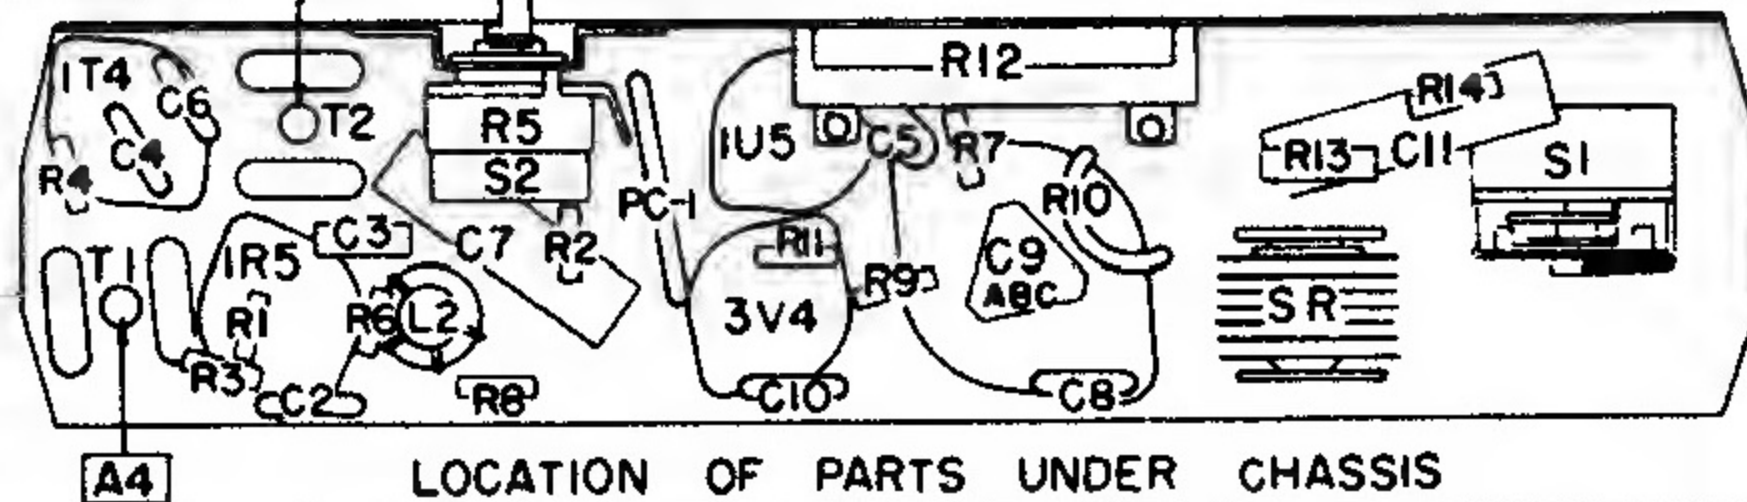 R12
1T4
C6
T2
R5
1U5
C5
R7
R14
C4
R13
C11
S1
R4
S2
PC-1
R10
C3
T1
1R5
C7
R2
R11
C9
ABC
R9
R1
R6
L2
3V4
SR
R3
C2
R8
C10
C8
A4
LOCATION OF PARTS UNDER CHASSIS